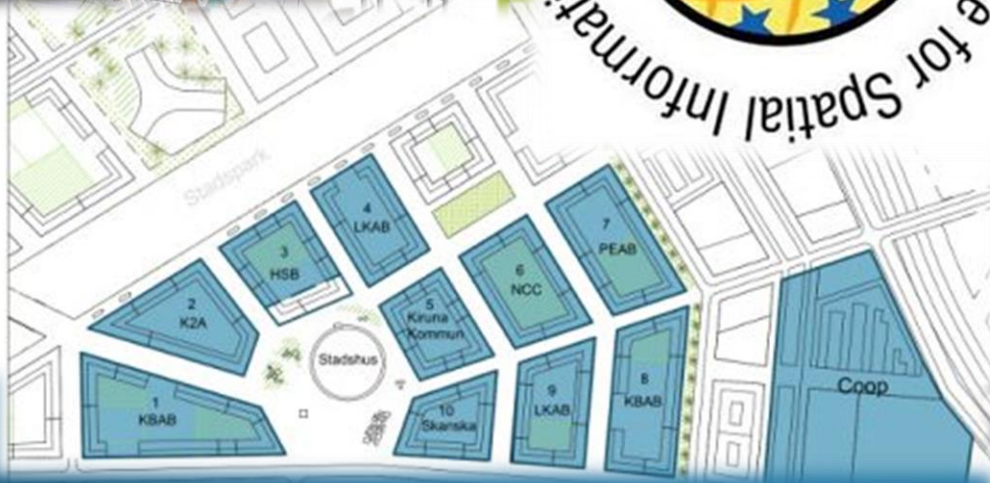 e for Spatial Informati
Stadspark
4
LKAB
7
PEAB
3
HSB
6
NCC
2
K2A
5
Kiruna
Kommun
Stadshus
8
KBAB
Coop
9
LKAB
1
KBAB
10
Skanska